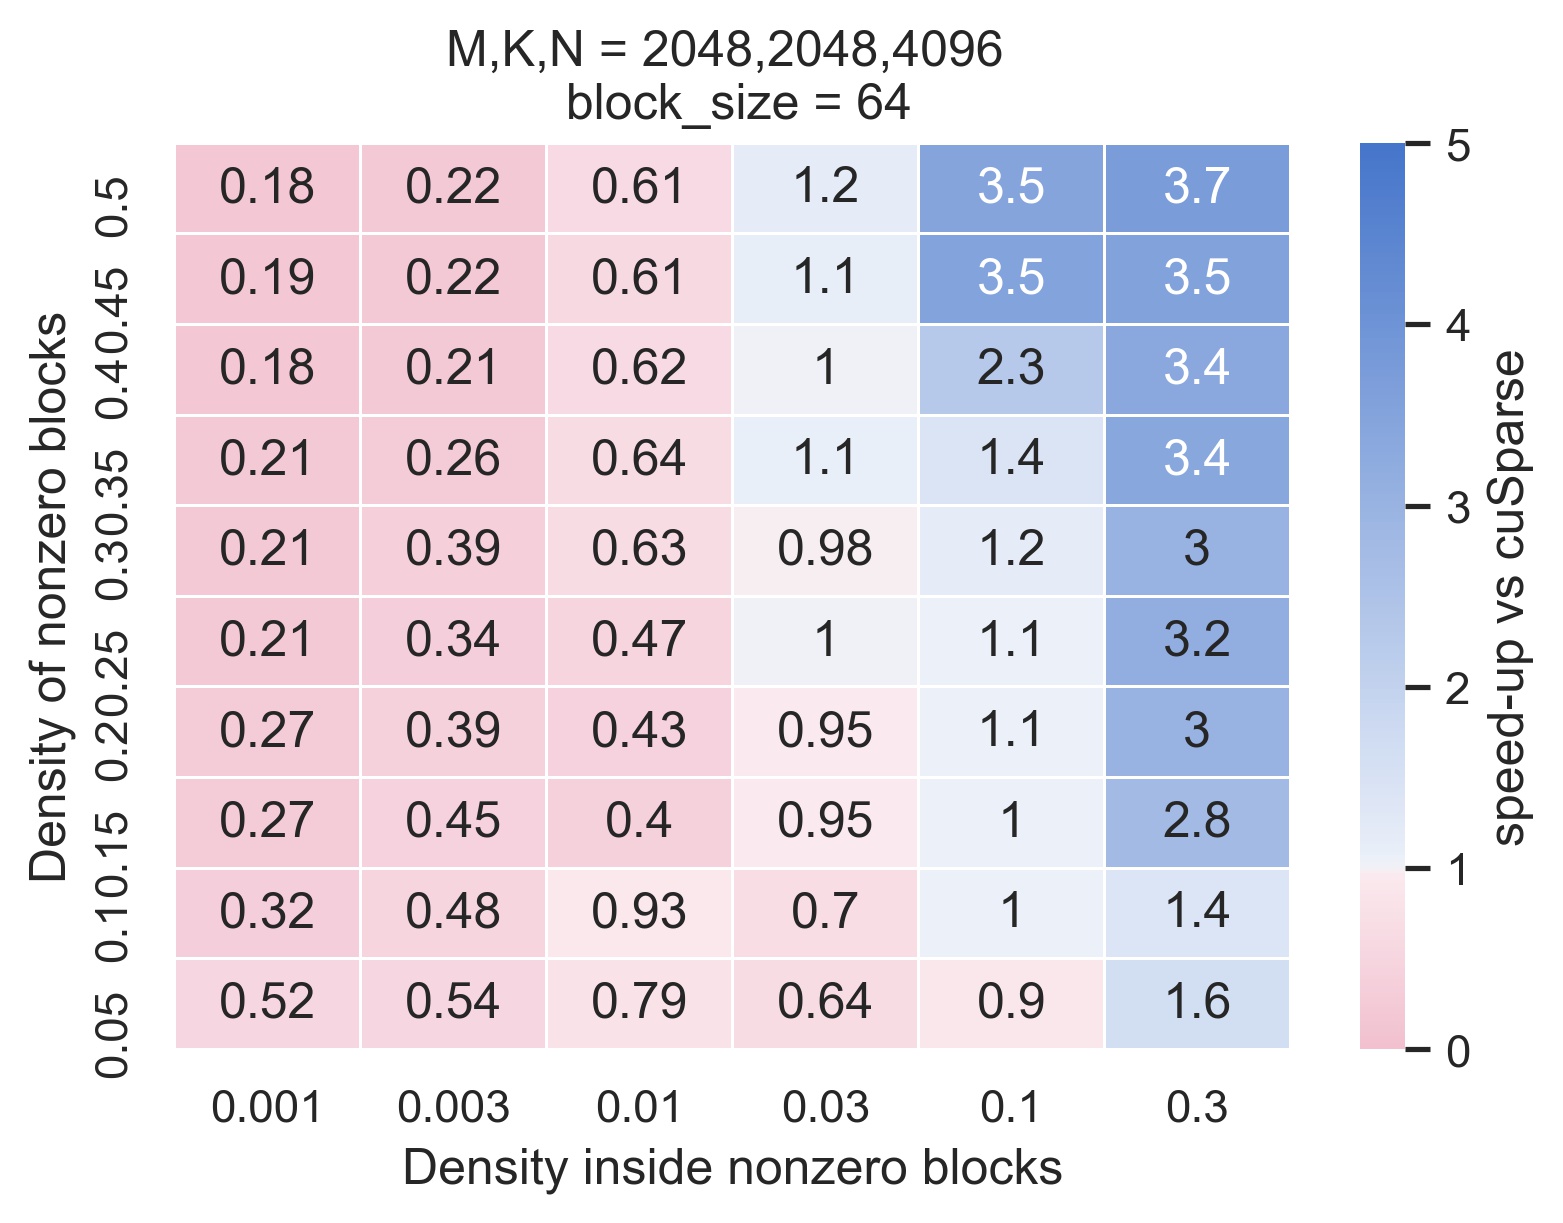 M,K,N = 2048,2048,4096
block_size = 64
Density of nonzero blocks
0.5 0.18 0.22 0.61 1.2 3.5 3.7
0.45 0.19 0.22 0.61 1.1 3.5 3.5
0.4 0.18 0.21 0.62 1 2.3 3.4
0.35 0.21 0.26 0.64 1.1 1.4 3.4
0.30 0.21 0.39 0.63 0.98 1.2 3
0.25 0.21 0.34 0.47 1 1.1 3.2
0.20 0.27 0.39 0.43 0.95 1.1 3
0.15 0.27 0.45 0.4 0.95 1 2.8
0.10 0.32 0.48 0.93 0.7 1 1.4
0.05 0.52 0.54 0.79 0.64 0.9 1.6
0.001 0.003 0.01 0.03 0.1 0.3
Density inside nonzero blocks
5
4
3
2
1
0
speed-up vs cuSparse